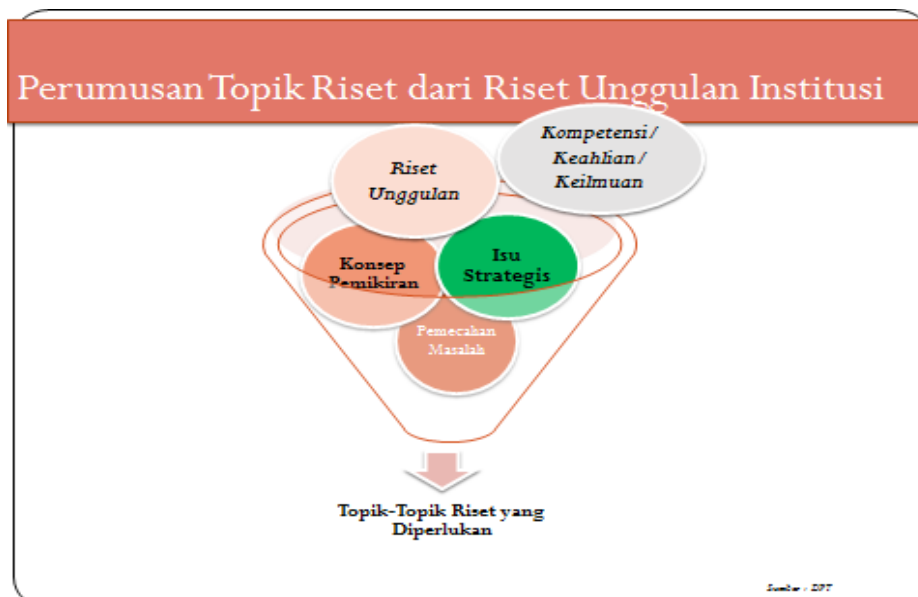 Perumusan Topik Riset dari Riset Unggulan Institusi
Kompetensi /
Keahlian /
Keilmuan
Riset
Unggulan
Konsep
Pemikiran
Isu
Strategis
Pemecahan
Masalah
Topik-Topik Riset yang
Diperlukan
Sumber :